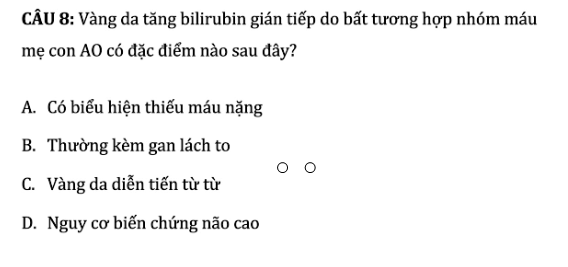 CÂU 8: Vàng da tăng bilirubin gián tiếp do bất tương hợp nhóm máu
mẹ con AO có đặc điểm nào sau đây?
A. Có biểu hiện thiếu máu nặng
B. Thường kèm gan lách to
C. Vàng da diễn tiến từ từ
D. Nguy cơ biến chứng não cao